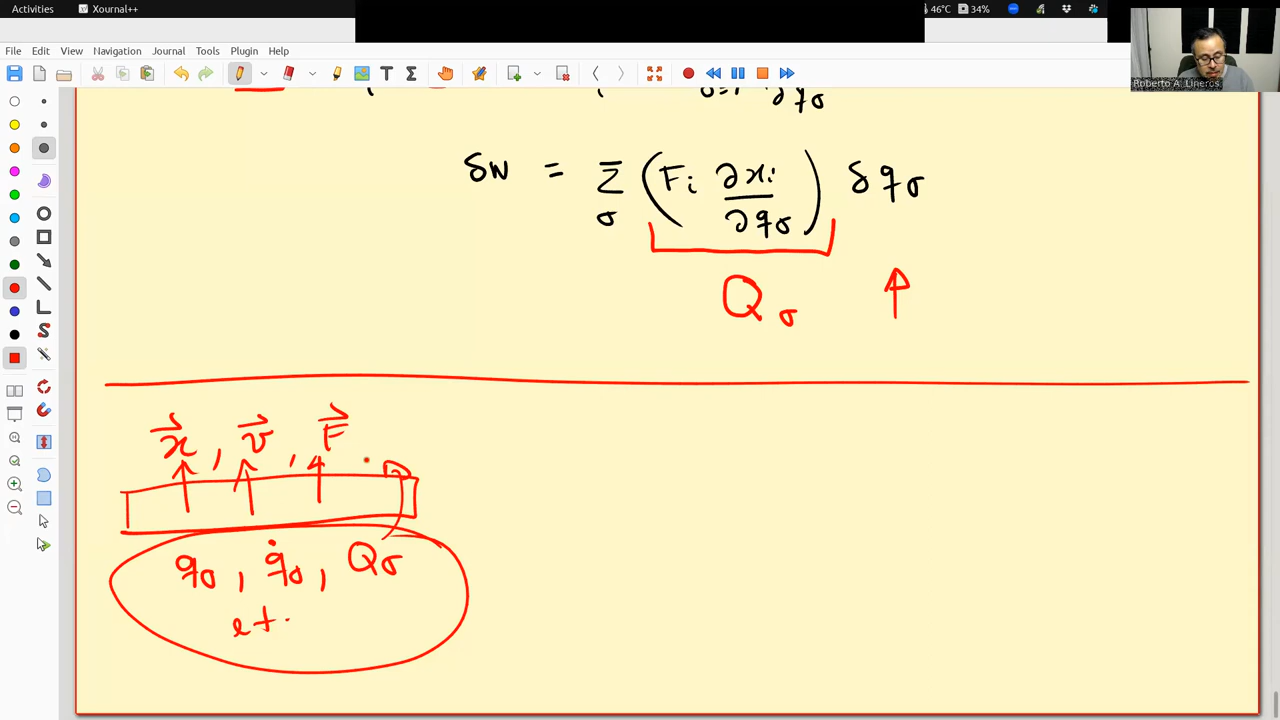 Activities Xournal++ 46°C 34%
File Edit View Navigation Journal Tools Plugin Help
Roberto A. Lineros
δW = Σ_σ (F_i ∂x_i/∂q_σ) δq_σ
Q_σ ↑
x⃗, v⃗, F⃗
q_σ, q̇_σ, Q_σ